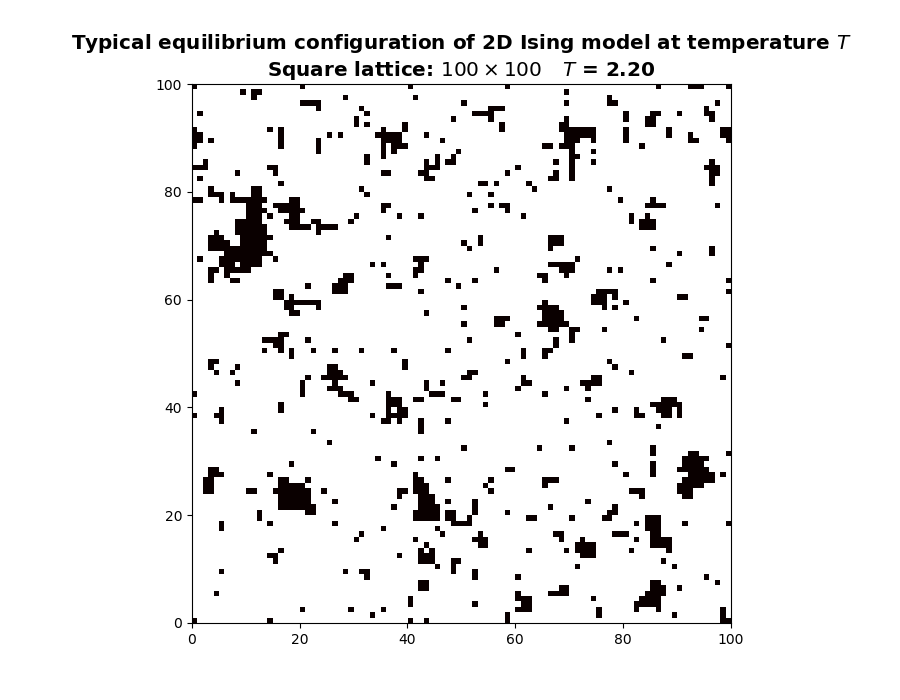 Typical equilibrium configuration of 2D Ising model at temperature T
Square lattice: 100 × 100 T = 2.20
100
80
60
40
20
0
0 20 40 60 80 100